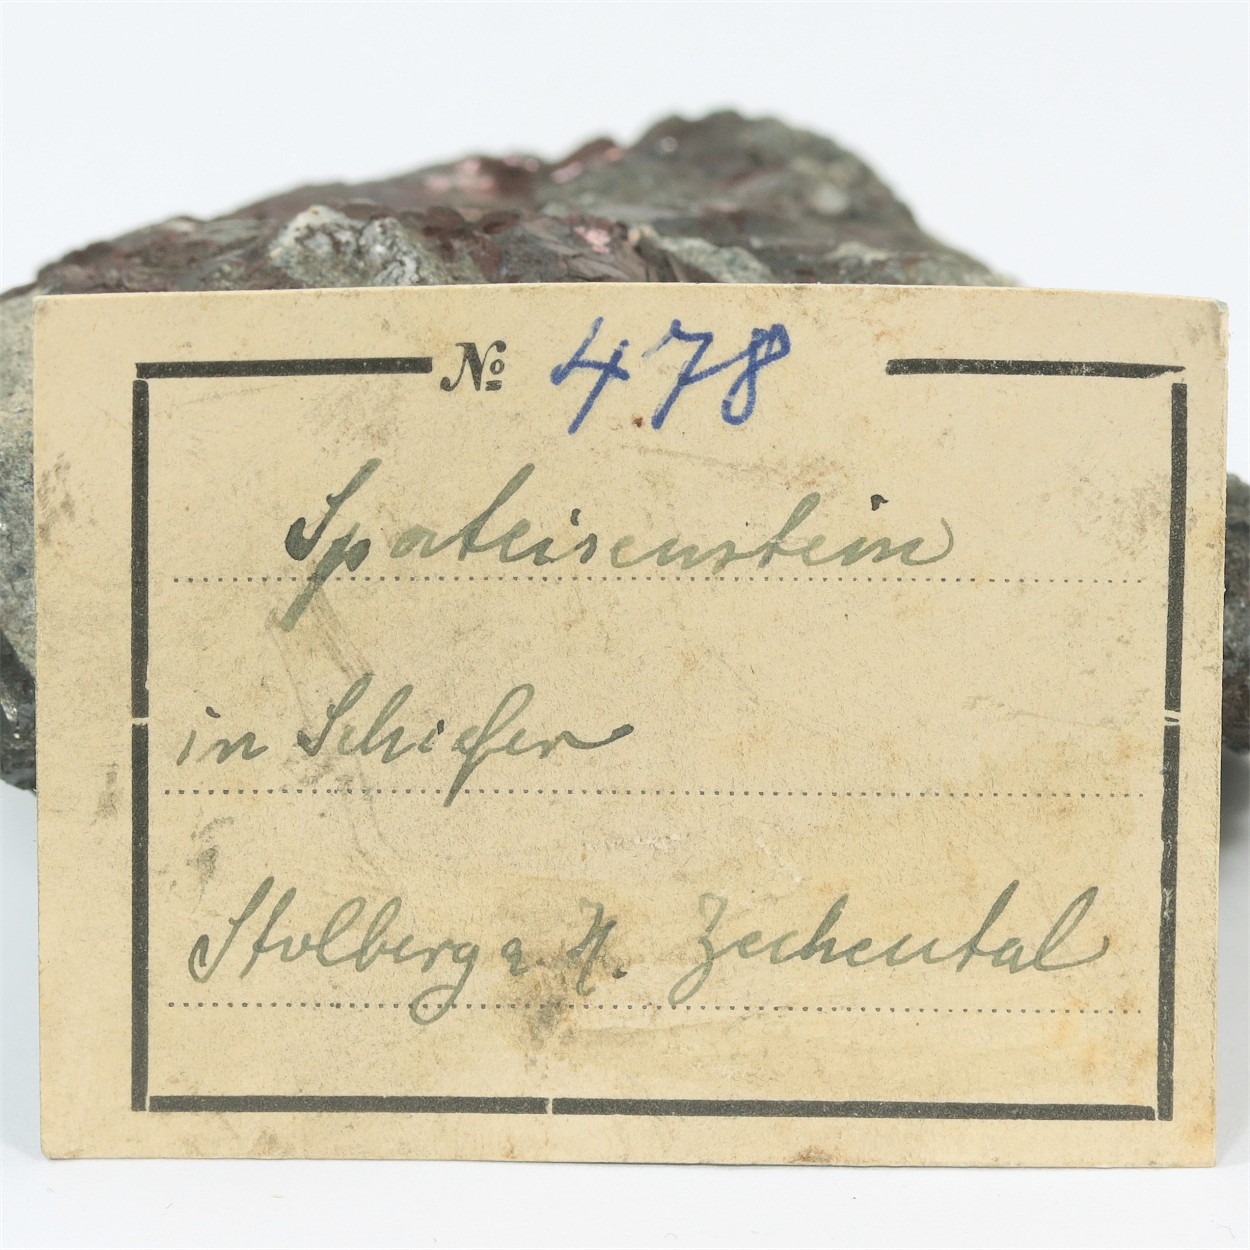 № 478
Spateisenstein
in Schiefer
Stolberg a. H. Zechental